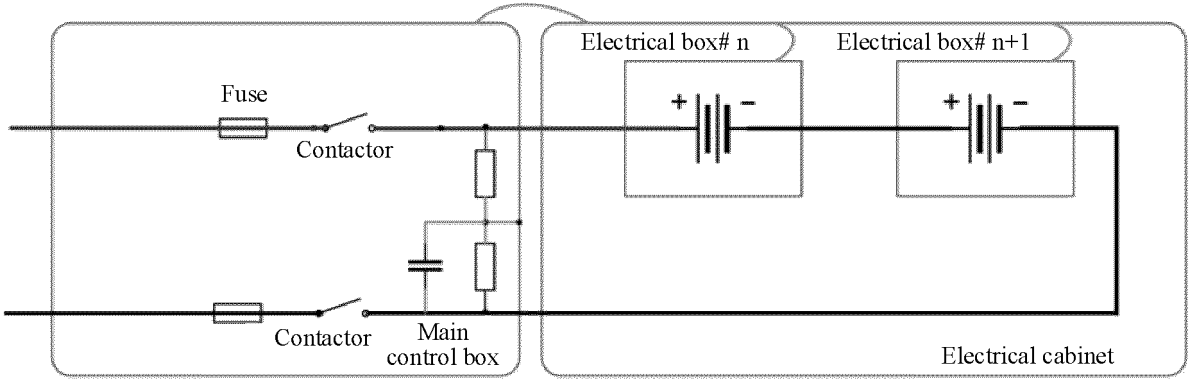 Electrical box# n
Electrical box# n+1
Fuse
+
−
+
−
Contactor
Contactor
Main
control box
Electrical cabinet